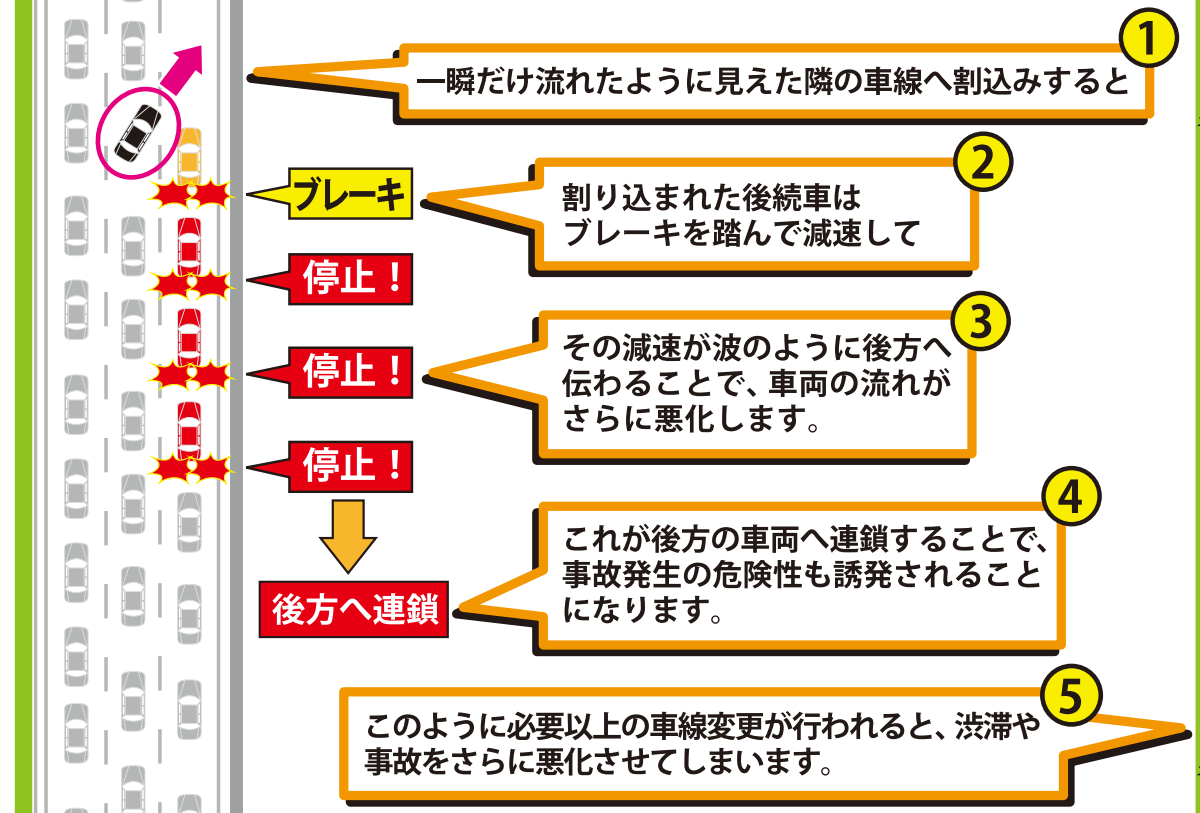 1
一瞬だけ流れたように見えた隣の車線へ割込みすると
ブレーキ
2
割り込まれた後続車は
ブレーキを踏んで減速して
停止！
停止！
3
その減速が波のように後方へ
伝わることで、車両の流れが
さらに悪化します。
停止！
後方へ連鎖
4
これが後方の車両へ連鎖することで、
事故発生の危険性も誘発されること
になります。
5
このように必要以上の車線変更が行われると、渋滞や
事故をさらに悪化させてしまいます。